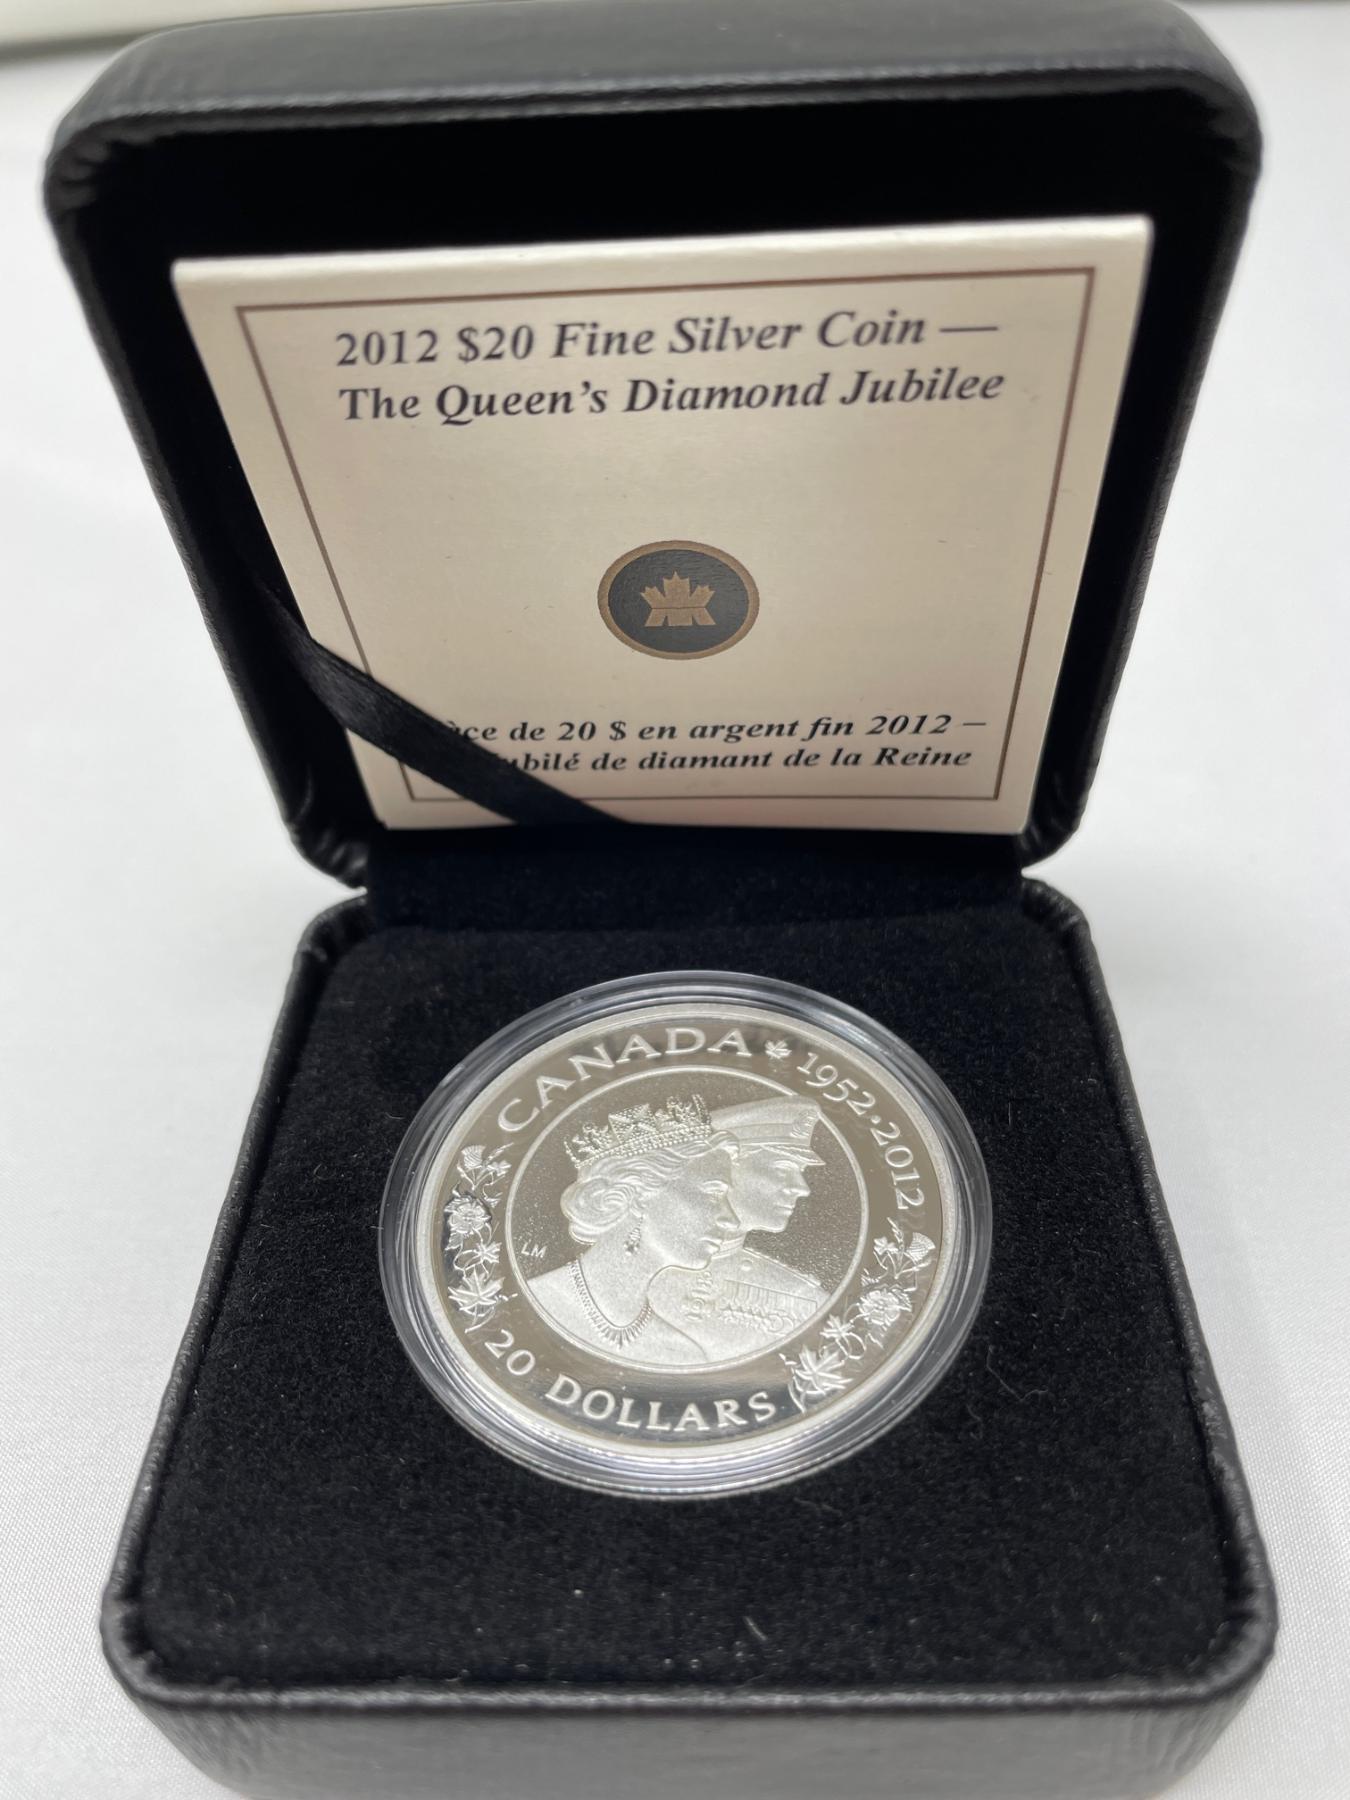 2012 $20 Fine Silver Coin —
The Queen's Diamond Jubilee
de 20 $ en argent fin 2012 –
de diamant de la Reine
CANADA 1952·2012
LM
20 DOLLARS